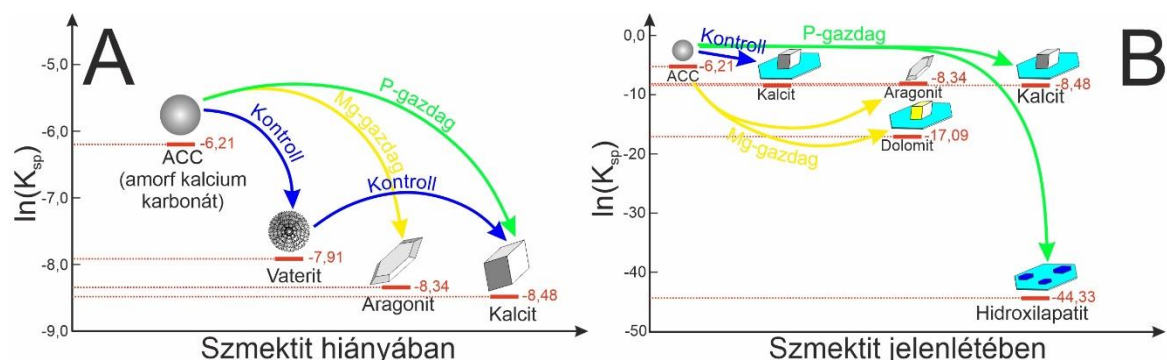 A
ln(K_sp)
-5,0
-6,0
-7,0
-8,0
-9,0
-6,21
ACC
(amorf kalcium
karbonát)
Kontroll
Mg-gazdag
P-gazdag
Kontroll
-7,91
Vaterit
-8,34
Aragonit
-8,48
Kalcit
Szmektit hiányában
B
ln(K_sp)
0,0
-10
-20
-30
-40
-50
ACC
-6,21
Kontroll
P-gazdag
Kalcit
-8,34
Aragonit
-8,48
Kalcit
Mg-gazdag
-17,09
Dolomit
-44,33
Hidroxilapatit
Szmektit jelenlétében